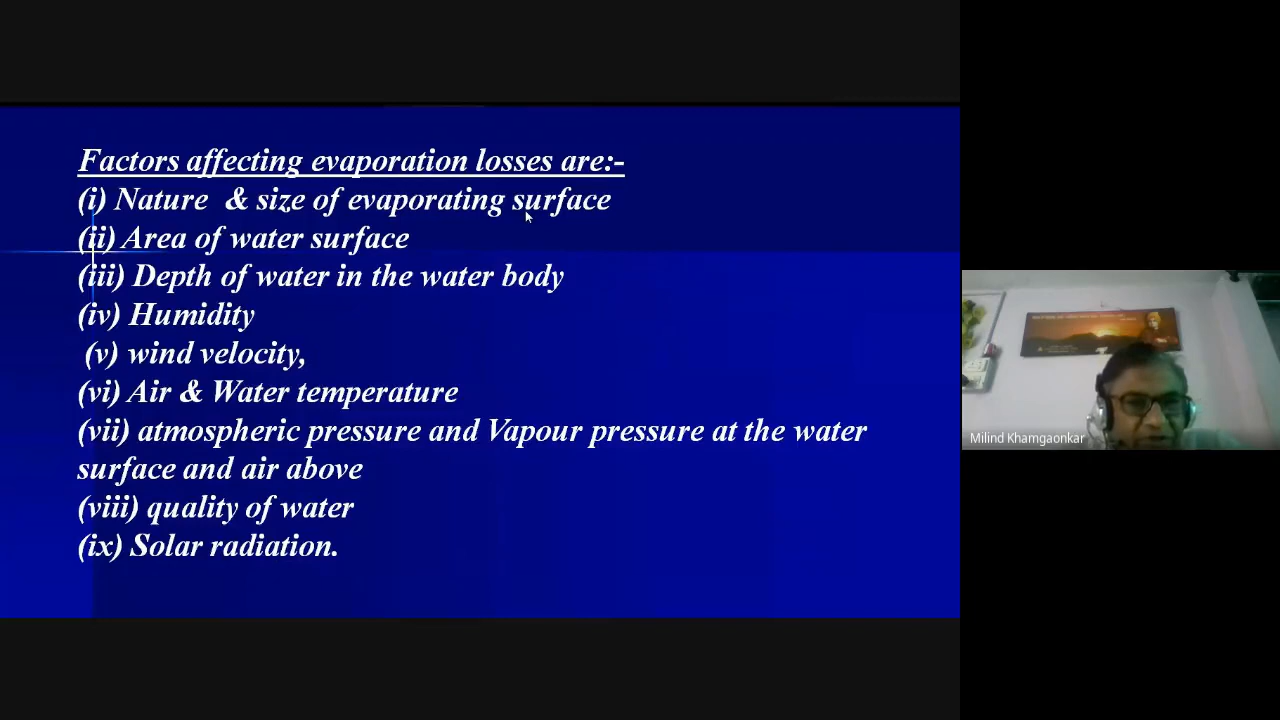 Factors affecting evaporation losses are:-
(i) Nature & size of evaporating surface
(ii) Area of water surface
(iii) Depth of water in the water body
(iv) Humidity
(v) wind velocity,
(vi) Air & Water temperature
(vii) atmospheric pressure and Vapour pressure at the water
surface and air above
(viii) quality of water
(ix) Solar radiation.
Milind Khamgaonkar